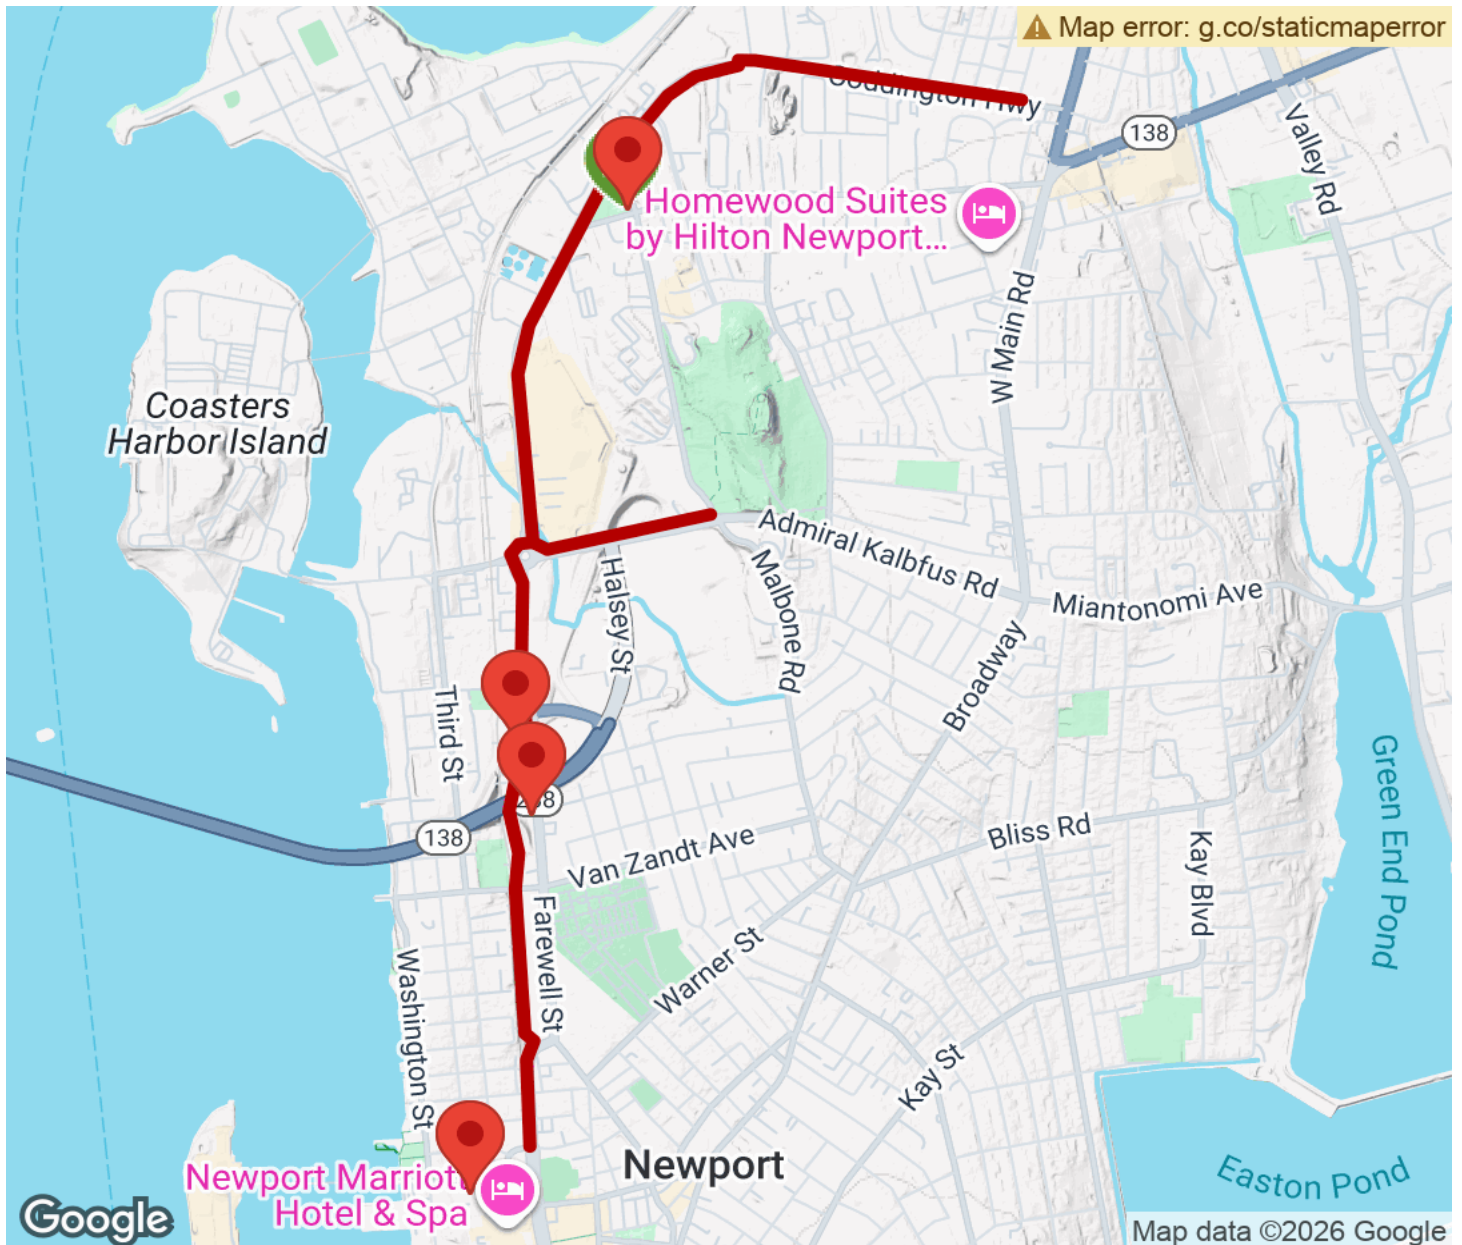 Map error: g.co/staticmaperror
Coddington Hwy
138
Valley Rd
Homewood Suites
by Hilton Newport...
W Main Rd
Coasters
Harbor Island
Admiral Kalbfus Rd
Malbone Rd
Halsey St
Miantonomi Ave
Broadway
Third St
138
Green End Pond
Bliss Rd
Kay Blvd
Van Zandt Ave
Farewell St
Warner St
Washington St
Kay St
Newport
Newport Marriott
Hotel & Spa
Easton Pond
Google
Map data ©2026 Google